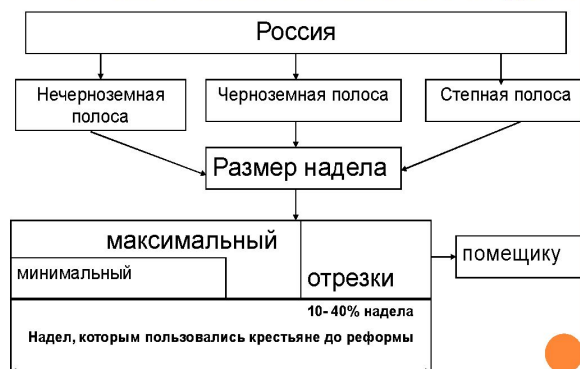 Россия
Нечерноземная
полоса
Черноземная полоса
Степная полоса
Размер надела
максимальный
минимальный
отрезки
помещику
10- 40% надела
Надел, которым пользовались крестьяне до реформы